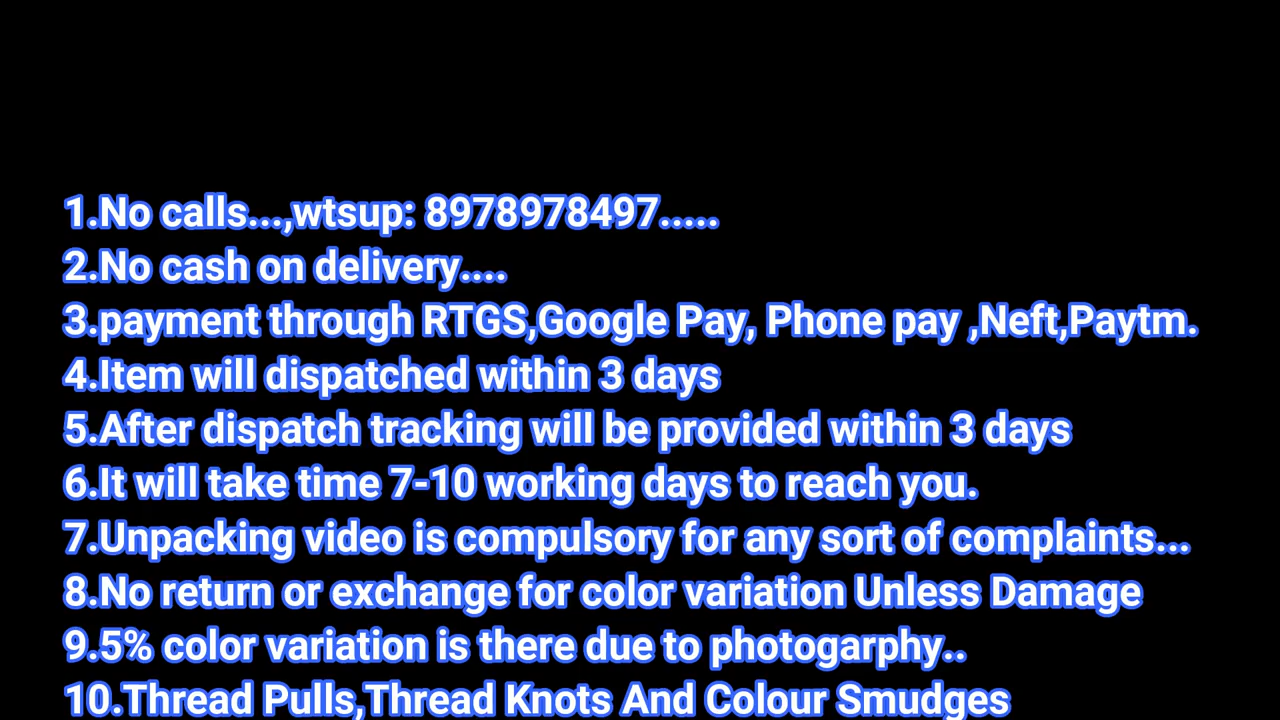 1.No calls...,wtsup: 8978978497.....
2.No cash on delivery....
3.payment through RTGS,Google Pay, Phone pay ,Neft,Paytm.
4.Item will dispatched within 3 days
5.After dispatch tracking will be provided within 3 days
6.It will take time 7-10 working days to reach you.
7.Unpacking video is compulsory for any sort of complaints...
8.No return or exchange for color variation Unless Damage
9.5% color variation is there due to photogarphy..
10.Thread Pulls,Thread Knots And Colour Smudges